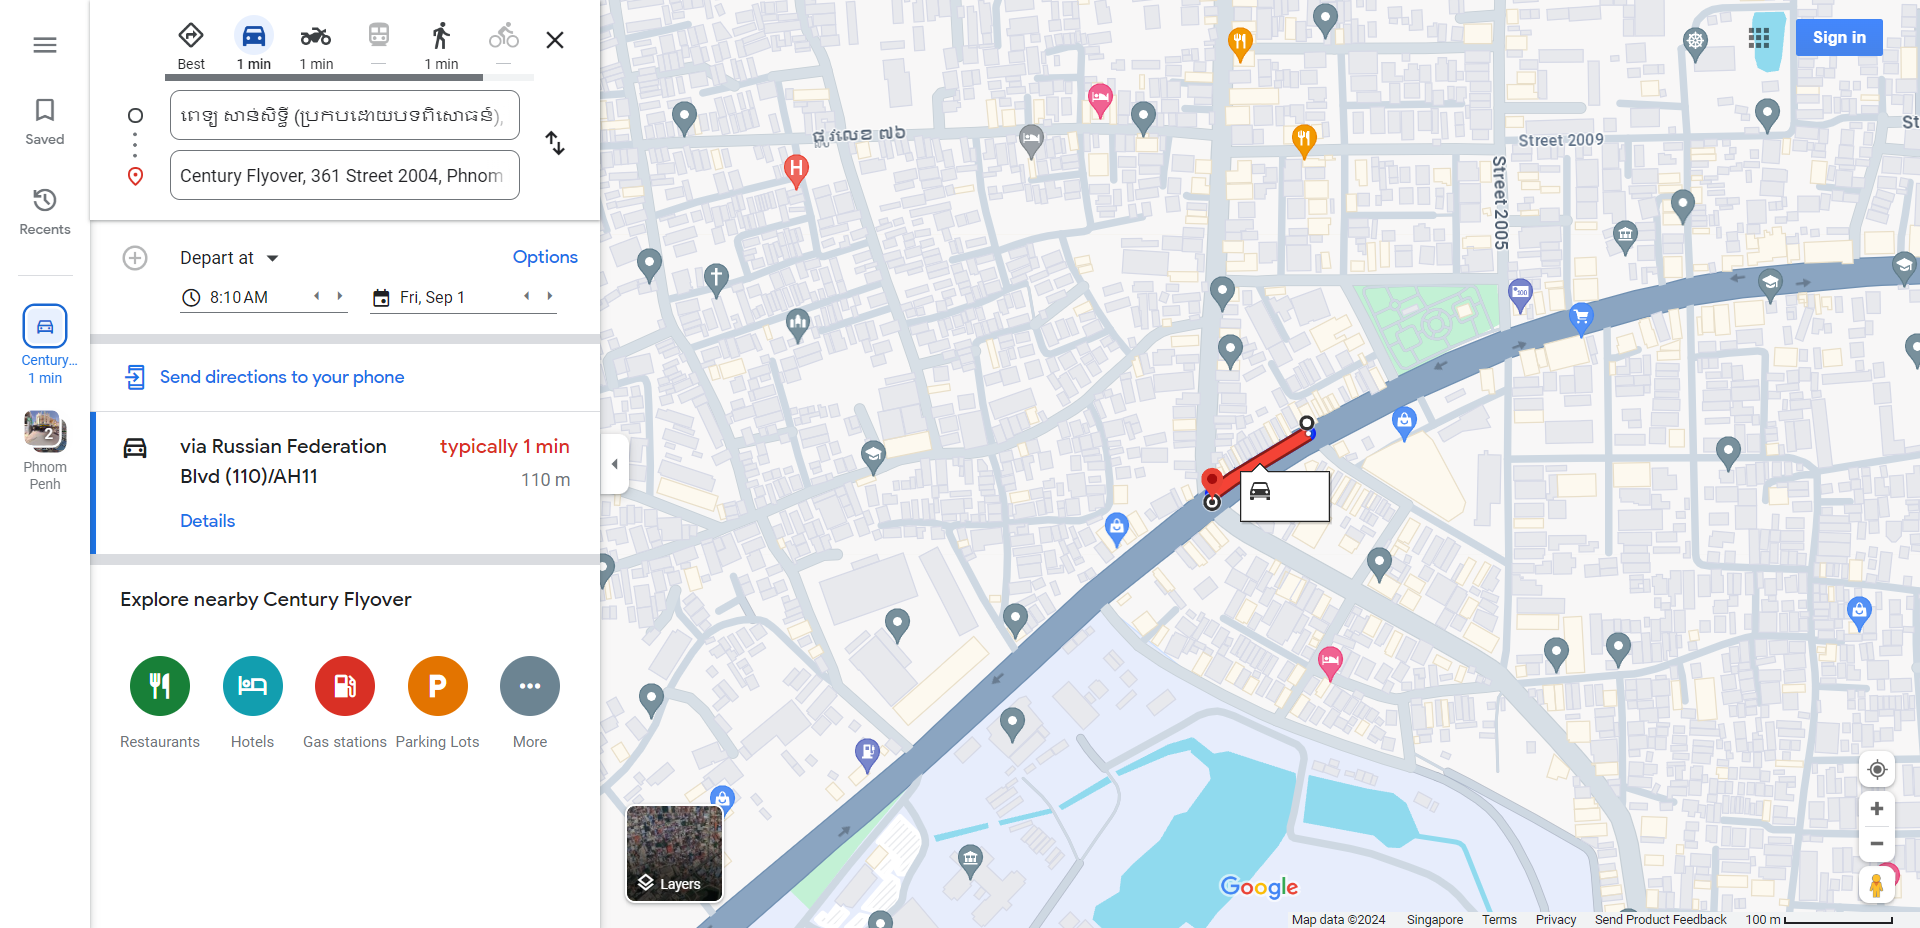 Best
1 min
1 min
—
1 min
—
ពេទ្យ សាន់សិទ្ធី (ប្រកបដោយបទពិសោធន៍),
Century Flyover, 361 Street 2004, Phnom
Saved
Recents
Century...
1 min
2
Phnom
Penh
Depart at
Options
8:10 AM
Fri, Sep 1
Send directions to your phone
via Russian Federation
Blvd (110)/AH11
typically 1 min
110 m
Details
Explore nearby Century Flyover
P
Restaurants
Hotels
Gas stations
Parking Lots
More
Layers
ផ្លូវលេខ ៧៦
H
Street 2009
Street 2005
St
500
Sign in
Google
Map data ©2024
Singapore
Terms
Privacy
Send Product Feedback
100 m